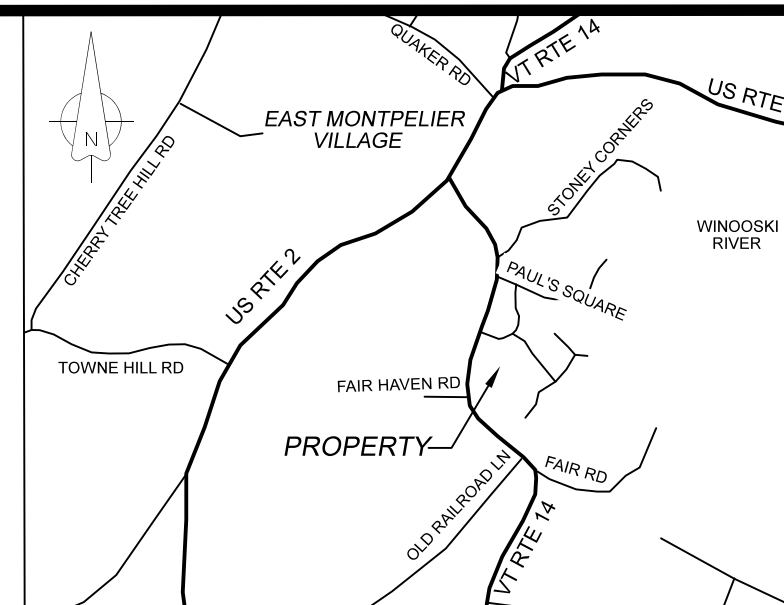 QUAKER RD
VT RTE 14
US RTE
N
EAST MONTPELIER
VILLAGE
STONEY CORNERS
CHERRY TREE HILL RD
WINOOSKI
RIVER
US RTE 2
PAUL'S SQUARE
TOWNE HILL RD
FAIR HAVEN RD
PROPERTY
OLD RAILROAD LN
FAIR RD
VT RTE 14